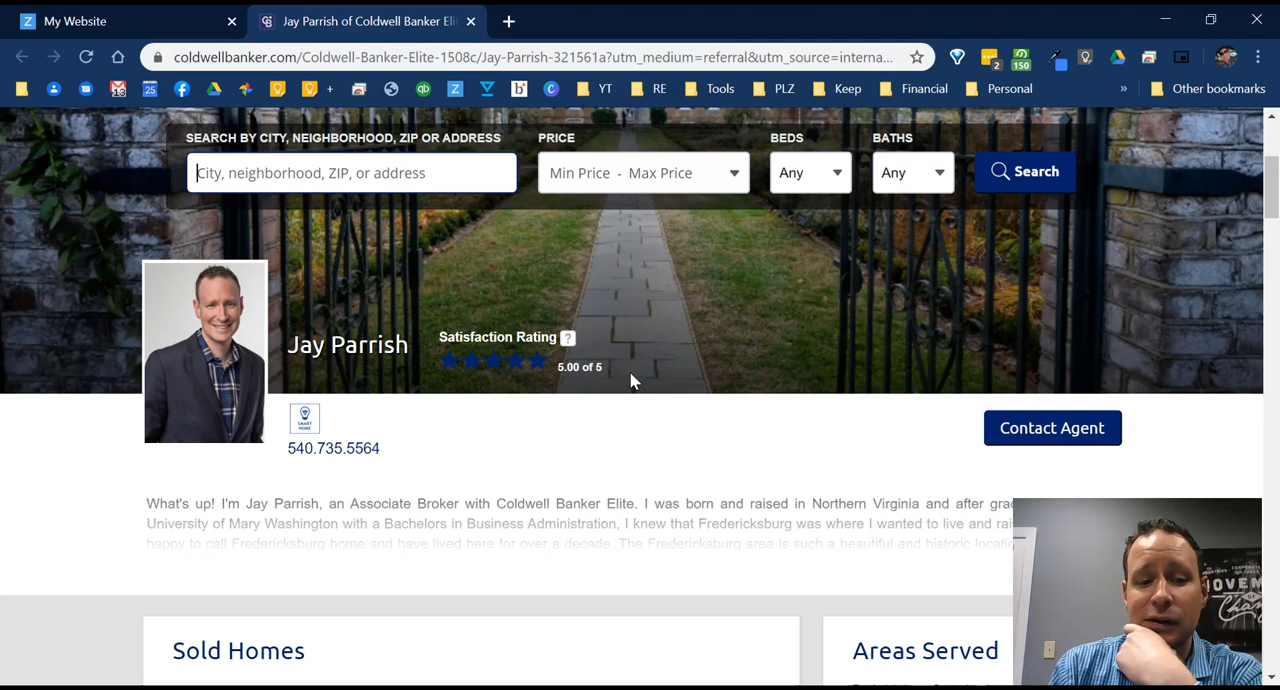 My Website
Jay Parrish of Coldwell Banker Eli
coldwellbanker.com/Coldwell-Banker-Elite-1508c/Jay-Parrish-321561a?utm_medium=referral&utm_source=interna...
2
150
YT
RE
Tools
PLZ
Keep
Financial
Personal
Other bookmarks
SEARCH BY CITY, NEIGHBORHOOD, ZIP OR ADDRESS
PRICE
BEDS
BATHS
City, neighborhood, ZIP, or address
Min Price - Max Price
Any
Any
Search
Jay Parrish
Satisfaction Rating ?
5.00 of 5
SMART HOME
540.735.5564
Contact Agent
What's up! I'm Jay Parrish, an Associate Broker with Coldwell Banker Elite. I was born and raised in Northern Virginia and after gra
University of Mary Washington with a Bachelors in Business Administration, I knew that Fredericksburg was where I wanted to live and rai
happy to call Fredericksburg home and have lived here for over a decade. The Fredericksburg area is such a beautiful and historic locatio
Sold Homes
Areas Served